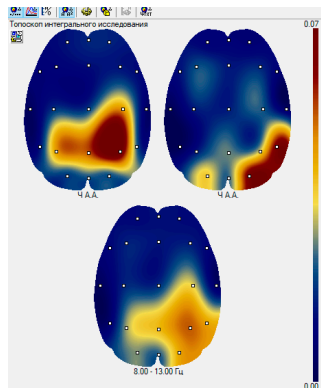 Топоскоп интегрального исследования
0.07
Ч А.А.
Ч А.А.
8.00 - 13.00 Гц
0.00